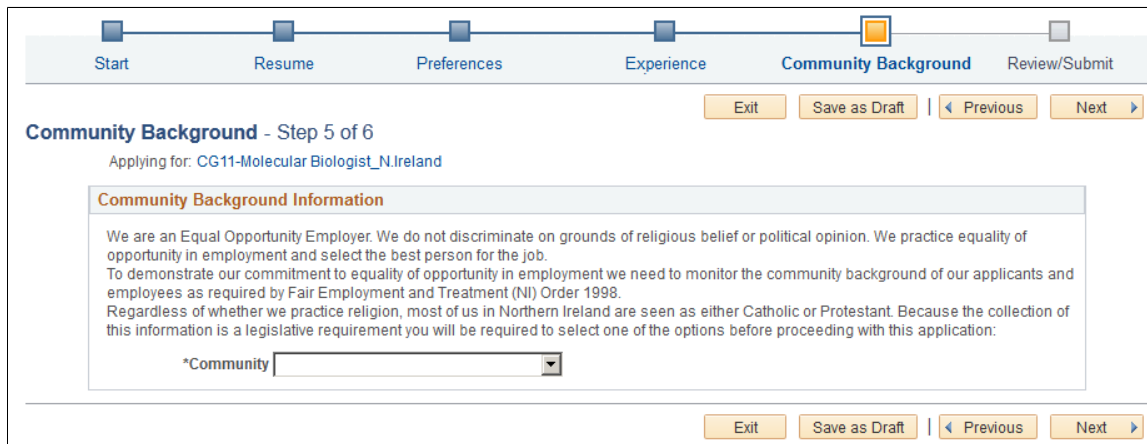 Start Resume Preferences Experience Community Background Review/Submit
Exit Save as Draft | Previous Next
Community Background - Step 5 of 6
Applying for: CG11-Molecular Biologist_N.Ireland
Community Background Information
We are an Equal Opportunity Employer. We do not discriminate on grounds of religious belief or political opinion. We practice equality of
opportunity in employment and select the best person for the job.
To demonstrate our commitment to equality of opportunity in employment we need to monitor the community background of our applicants and
employees as required by Fair Employment and Treatment (NI) Order 1998.
Regardless of whether we practice religion, most of us in Northern Ireland are seen as either Catholic or Protestant. Because the collection of
this information is a legislative requirement you will be required to select one of the options before proceeding with this application:
*Community
Exit Save as Draft | Previous Next